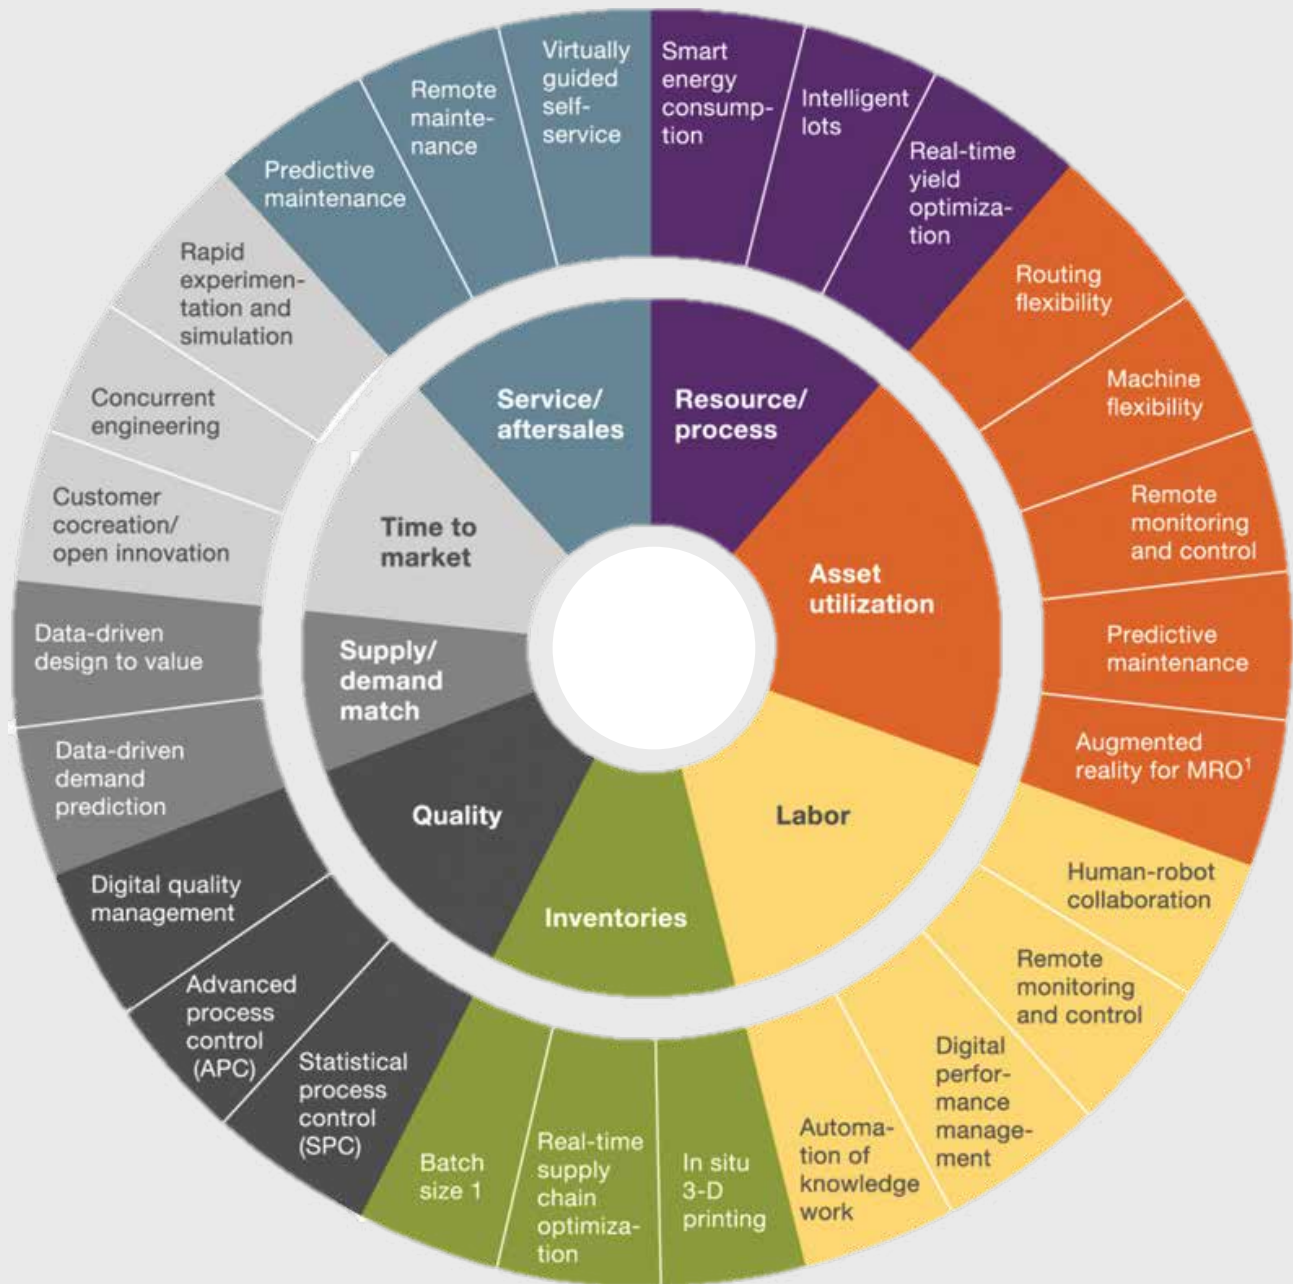 Virtually
guided
self-
service
Smart
energy
consump-
tion
Intelligent
lots
Real-time
yield
optimiza-
tion
Routing
flexibility
Machine
flexibility
Remote
monitoring
and control
Predictive
maintenance
Augmented
reality for MRO¹
Human-robot
collaboration
Remote
monitoring
and control
Digital
perfor-
mance
manage-
ment
Automa-
tion of
knowledge
work
In situ
3-D
printing
Real-time
supply
chain
optimiza-
tion
Batch
size 1
Statistical
process
control
(SPC)
Advanced
process
control
(APC)
Digital quality
management
Data-driven
demand
prediction
Data-driven
design to value
Customer
cocreation/
open innovation
Concurrent
engineering
Rapid
experimen-
tation and
simulation
Predictive
maintenance
Remote
mainte-
nance
Service/
aftersales
Resource/
process
Asset
utilization
Labor
Inventories
Quality
Supply/
demand
match
Time to
market